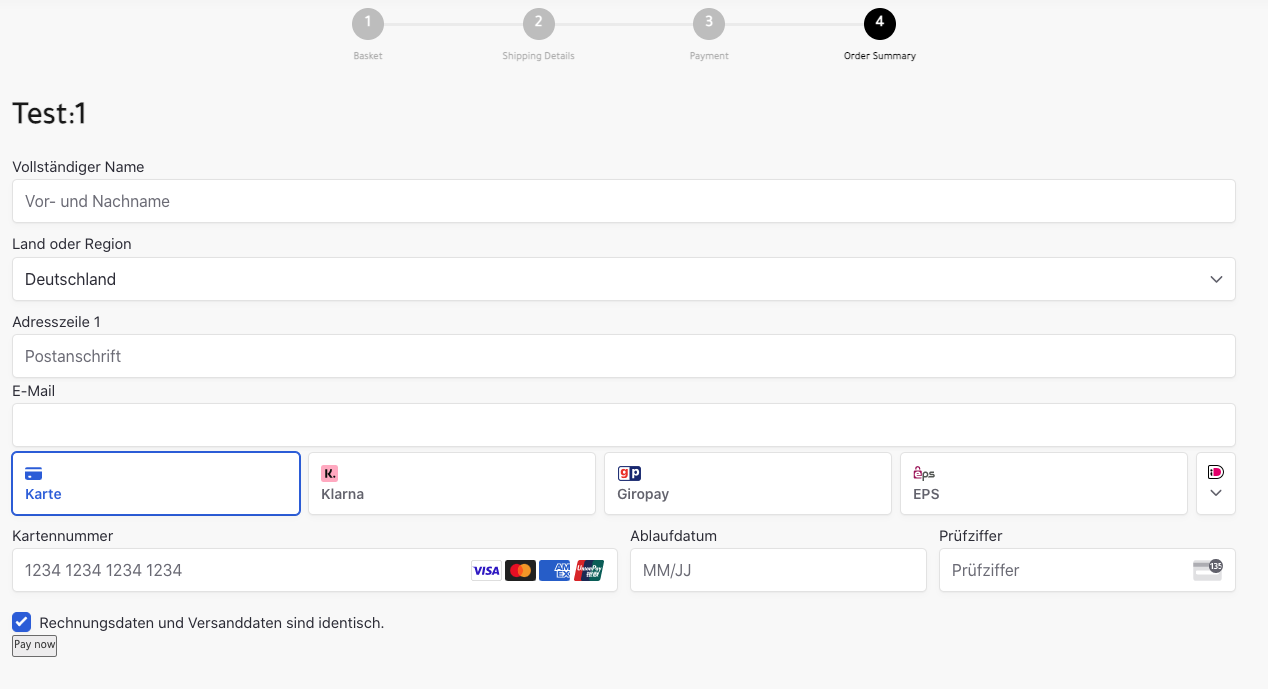 1 2 3 4
Basket Shipping Details Payment Order Summary
Test:1
Vollständiger Name
Vor- und Nachname
Land oder Region
Deutschland
Adresszeile 1
Postanschrift
E-Mail
K. g p eps iD
Karte Klarna Giropay EPS
Kartennummer Ablaufdatum Prüfziffer
1234 1234 1234 1234 VISA AM EX UnionPay MM/JJ Prüfziffer 135
Rechnungsdaten und Versanddaten sind identisch.
Pay now